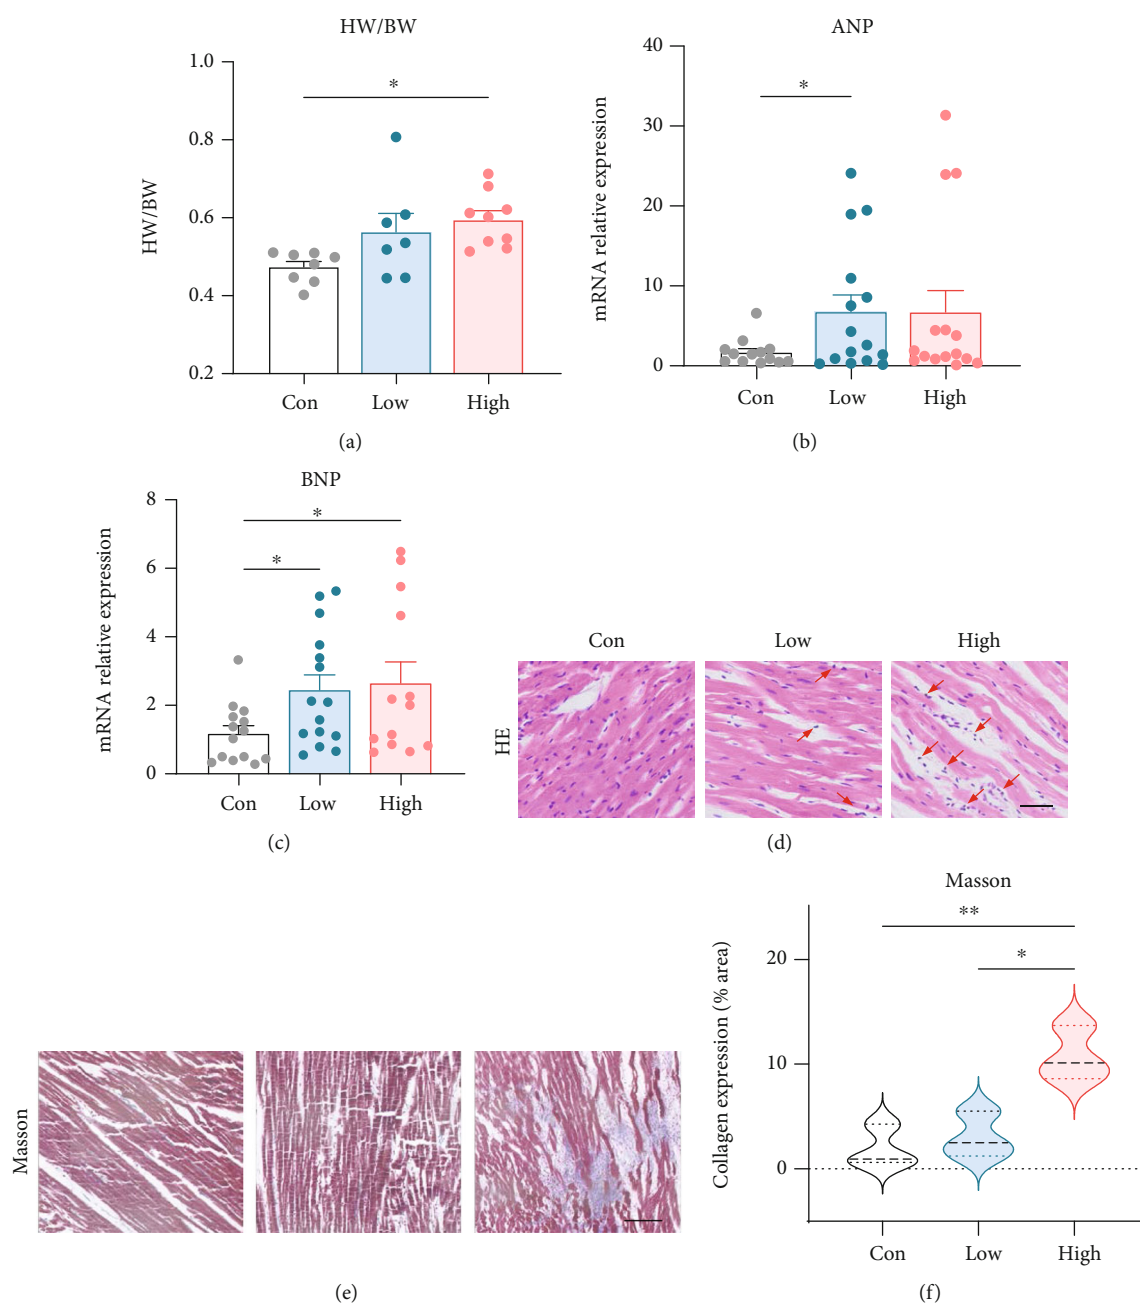 HW/BW
HW/BW
1.0
0.8
0.6
0.4
0.2
*
Con
Low
High
(a)
ANP
mRNA relative expression
40
30
20
10
0
*
Con
Low
High
(b)
BNP
mRNA relative expression
8
6
4
2
0
*
*
Con
Low
High
(c)
Con
Low
High
HE
(d)
Masson
(e)
Masson
Collagen expression (% area)
20
10
0
**
*
Con
Low
High
(f)